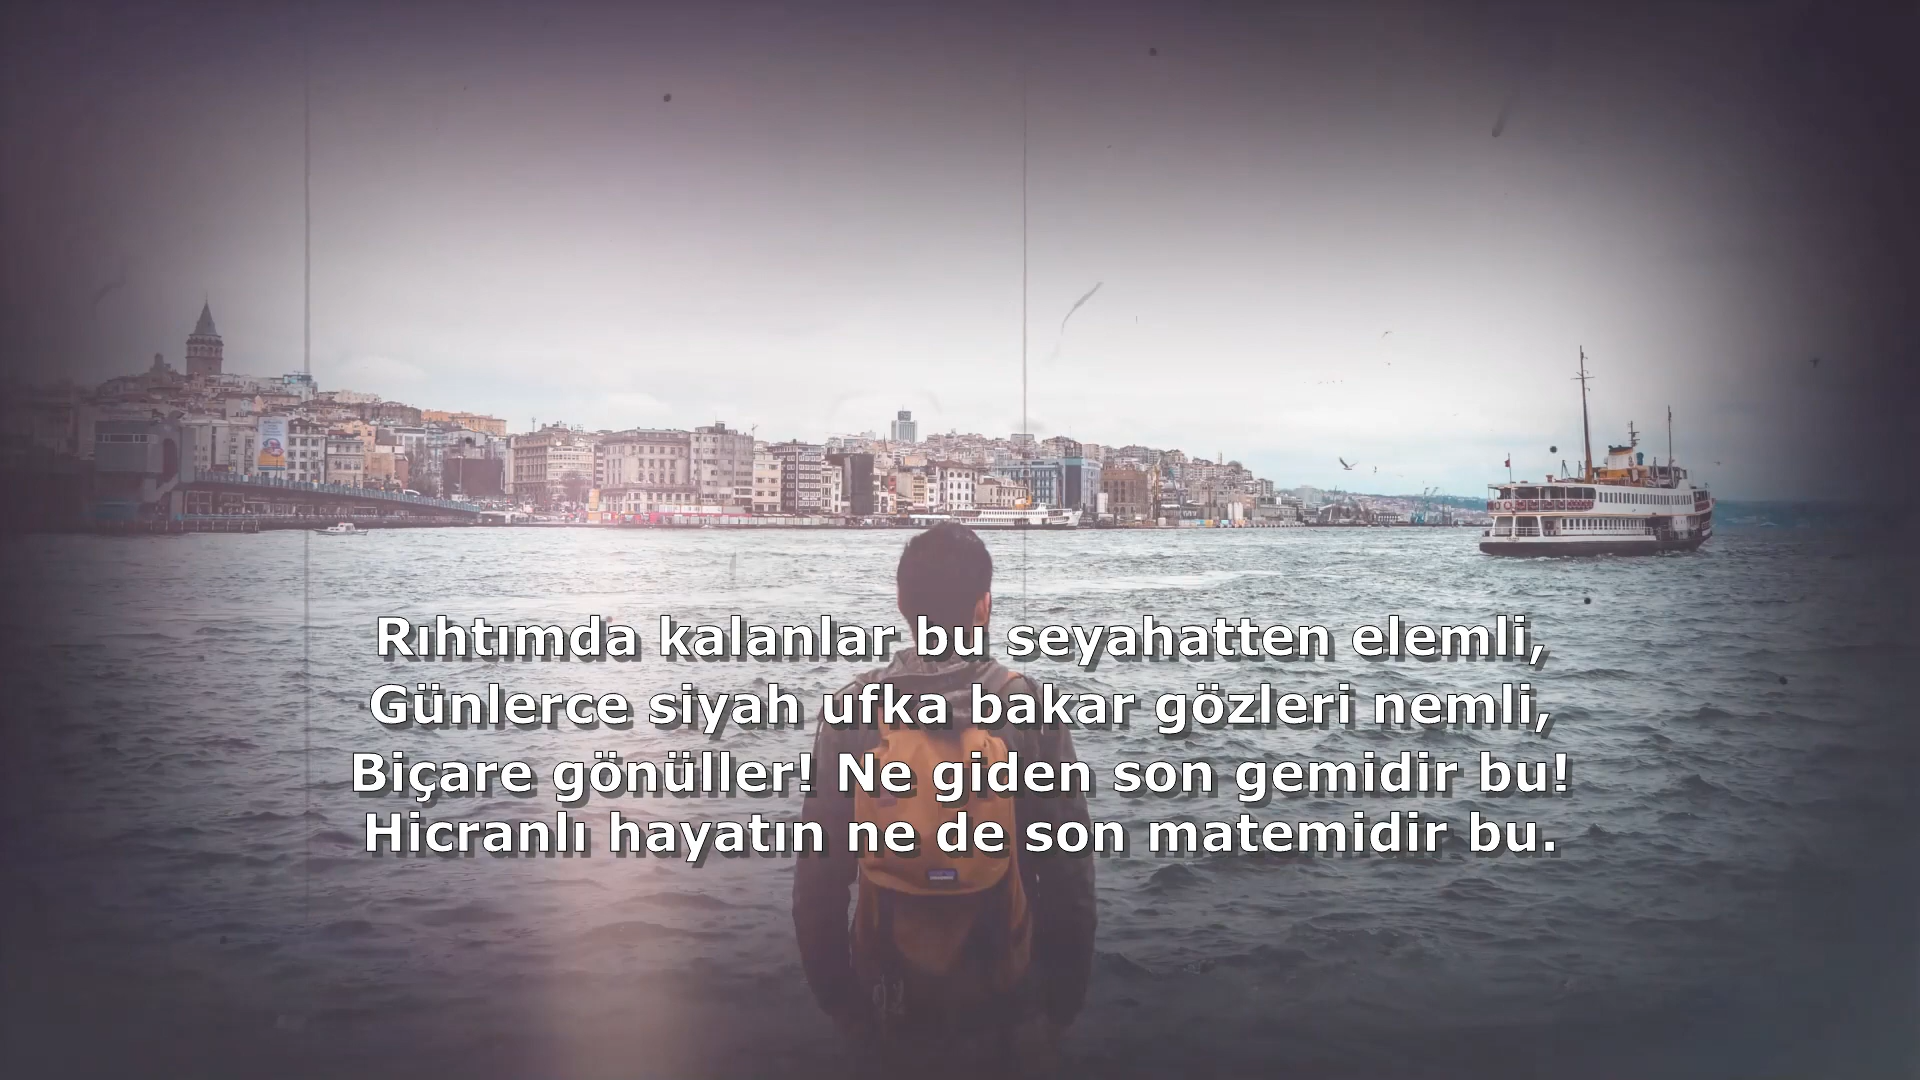 Rıhtımda kalanlar bu seyahatten elemli,
Günlerce siyah ufka bakar gözleri nemli,
Biçare gönüller! Ne giden son gemidir bu!
Hicranlı hayatın ne de son matemidir bu.